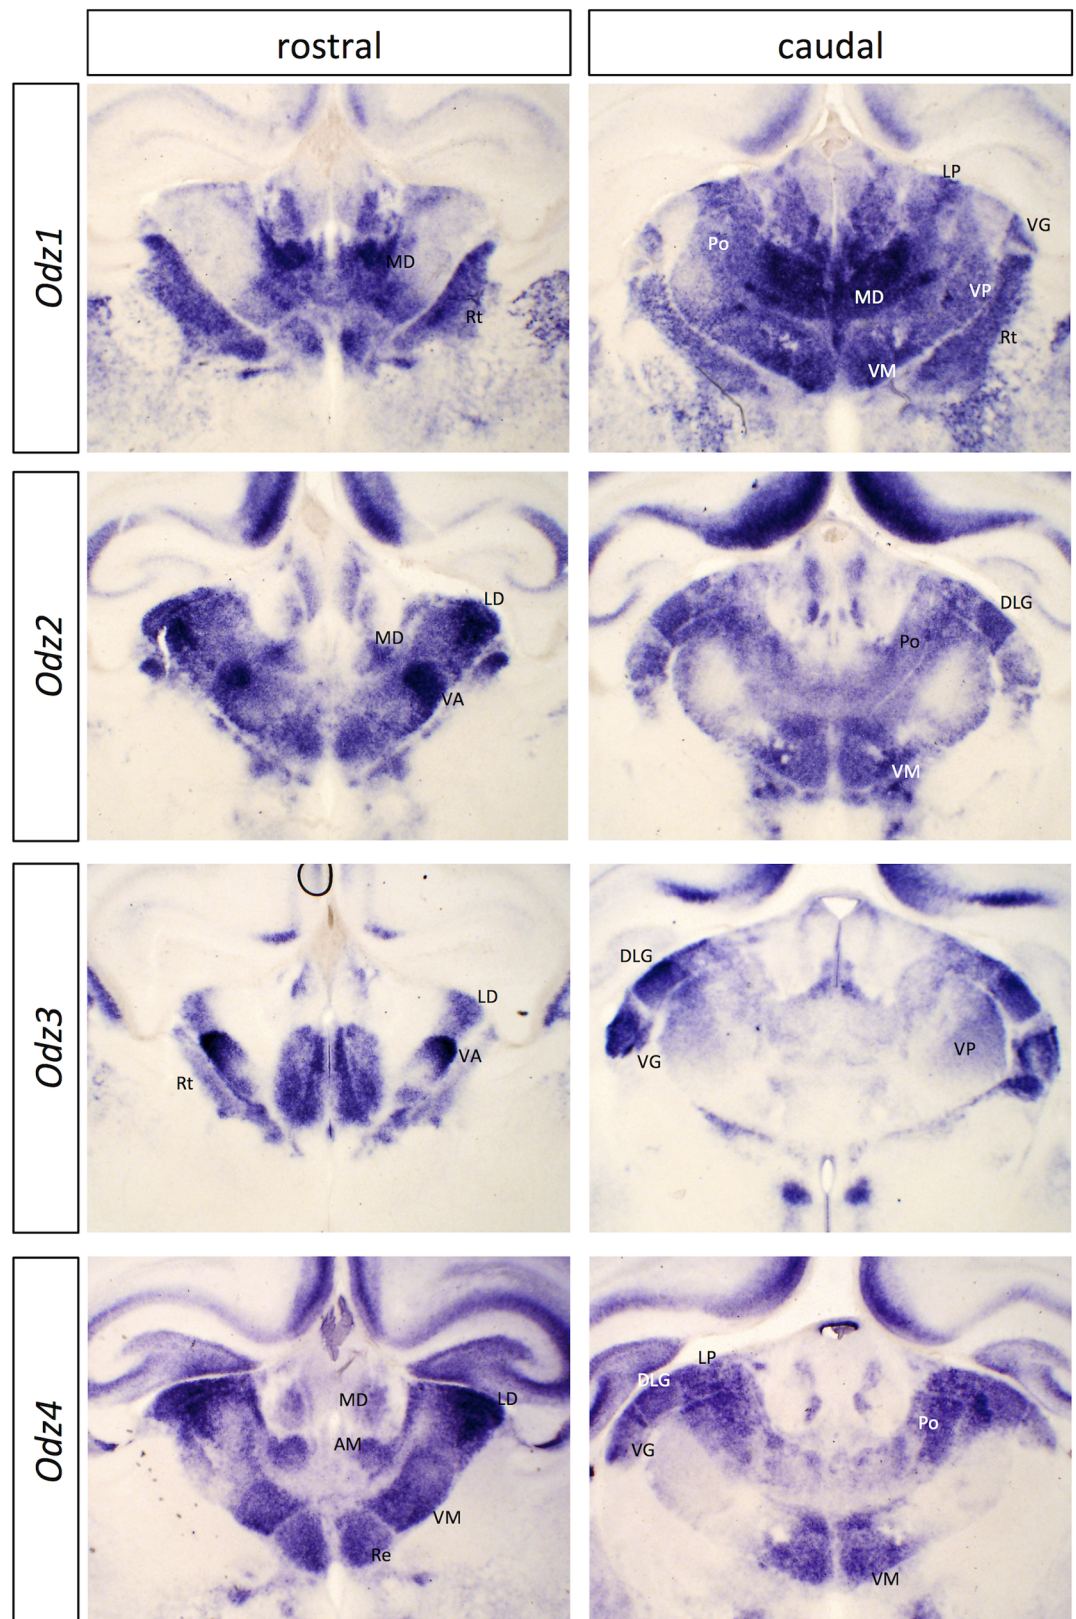 rostral
caudal
Odz1
MD
Rt
LP
VG
Po
VP
MD
Rt
VM
Odz2
LD
MD
VA
DLG
Po
VM
Odz3
LD
VA
Rt
DLG
VG
VP
Odz4
MD
LD
AM
VM
Re
LP
DLG
Po
VG
VM